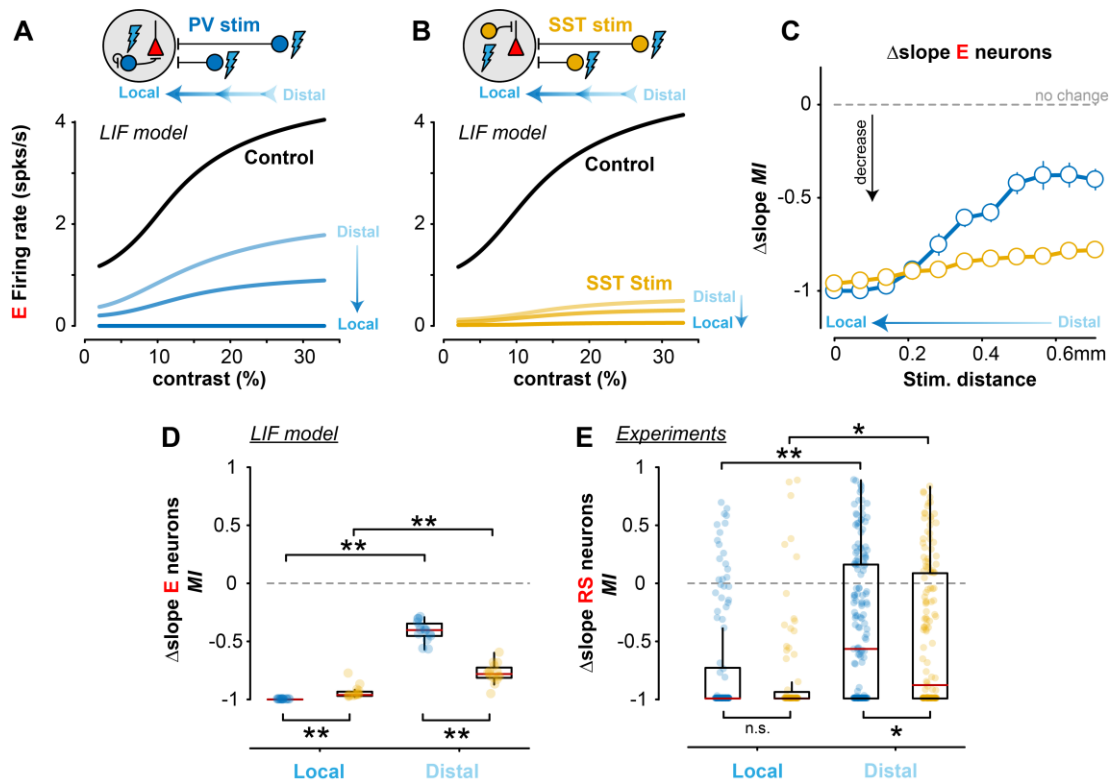 A
PV stim
Local
Distal
LIF model
Control
Distal
Local
E Firing rate (spks/s)
4
2
0
0
10
20
30
contrast (%)
B
SST stim
Local
Distal
LIF model
Control
SST Stim
Distal
Local
4
2
0
0
10
20
30
contrast (%)
C
Δslope E neurons
no change
decrease
Δslope MI
0
-0.5
-1
Local
Distal
0
0.2
0.4
0.6mm
Stim. distance
D
LIF model
Δslope E neurons
MI
1
0.5
0
-0.5
-1
**
**
**
**
Local
Distal
E
Experiments
Δslope RS neurons
MI
1
0.5
0
-0.5
-1
*
**
n.s.
*
Local
Distal